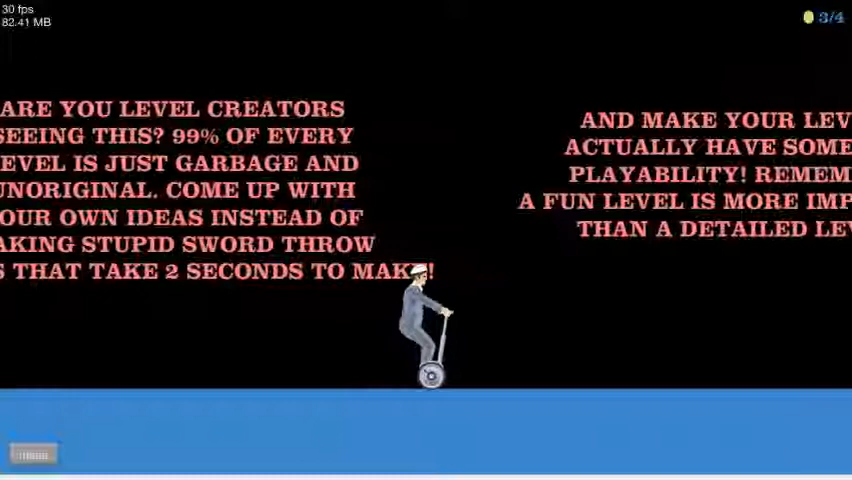 30 fps
82.41 MB
3/4
ARE YOU LEVEL CREATORS
SEEING THIS? 99% OF EVERY
EVEL IS JUST GARBAGE AND
UNORIGINAL. COME UP WITH
OUR OWN IDEAS INSTEAD OF
AKING STUPID SWORD THROW
S THAT TAKE 2 SECONDS TO MAKE!
AND MAKE YOUR LEV
ACTUALLY HAVE SOME
PLAYABILITY! REMEM
A FUN LEVEL IS MORE IMP
THAN A DETAILED LEV
menu